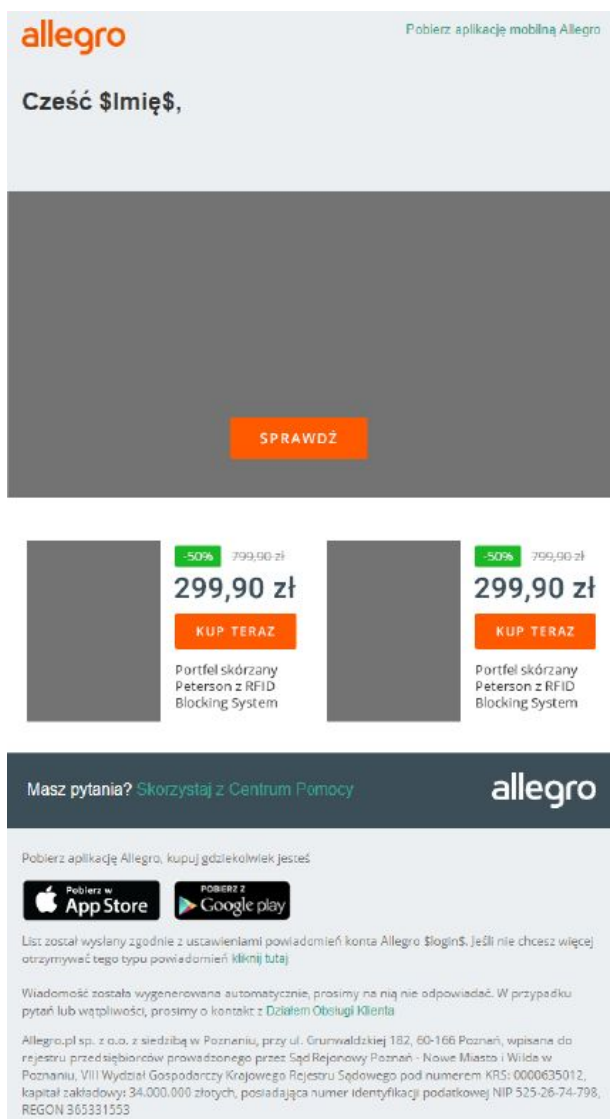 allegro
Pobierz aplikację mobilną Allegro
Cześć $Imię$,
SPRAWDŹ
-50% 799,90 zł
299,90 zł
KUP TERAZ
Portfel skórzany
Peterson z RFID
Blocking System
-50% 799,90 zł
299,90 zł
KUP TERAZ
Portfel skórzany
Peterson z RFID
Blocking System
Masz pytania? Skorzystaj z Centrum Pomocy
allegro
Pobierz aplikację Allegro, kupuj gdziekolwiek jesteś
Pobierz w
App Store
POBIERZ Z
Google play
List został wysłany zgodnie z ustawieniami powiadomień konta Allegro $login$. Jeśli nie chcesz więcej
otrzymywać tego typu powiadomień kliknij tutaj
Wiadomość została wygenerowana automatycznie, prosimy na nią nie odpowiadać. W przypadku
pytań lub wątpliwości, prosimy o kontakt z Działem Obsługi Klienta
Allegro.pl sp. z o.o. z siedzibą w Poznaniu, przy ul. Grunwaldzkiej 182, 60-166 Poznań, wpisana do
rejestru przedsiębiorców prowadzonego przez Sąd Rejonowy Poznań - Nowe Miasto i Wilda w
Poznaniu, VIII Wydział Gospodarczy Krajowego Rejestru Sądowego pod numerem KRS: 0000635012,
kapitał zakładowy: 34.000.000 złotych, posiadająca numer identyfikacji podatkowej NIP 525-26-74-798,
REGON 365331553